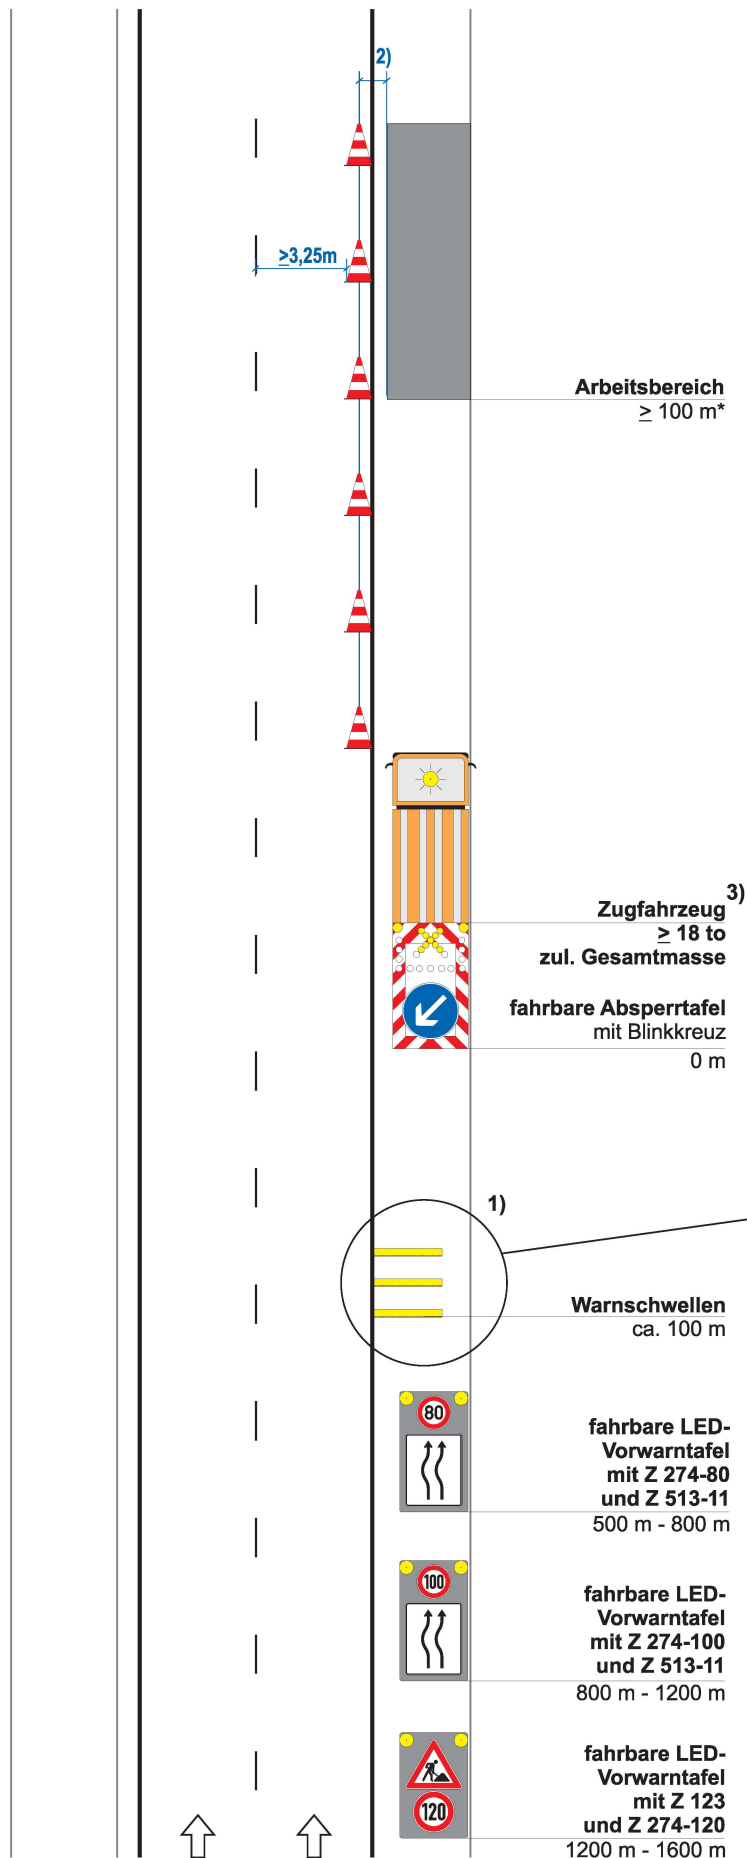 2)
≥3,25m
Arbeitsbereich
≥ 100 m*
3)
Zugfahrzeug
≥ 18 to
zul. Gesamtmasse
fahrbare Absperrtafel
mit Blinkkreuz
0 m
1)
Warnschwellen
ca. 100 m
80
fahrbare LED-
Vorwarntafel
mit Z 274-80
und Z 513-11
500 m - 800 m
100
fahrbare LED-
Vorwarntafel
mit Z 274-100
und Z 513-11
800 m - 1200 m
fahrbare LED-
Vorwarntafel
mit Z 123
120
und Z 274-120
1200 m - 1600 m